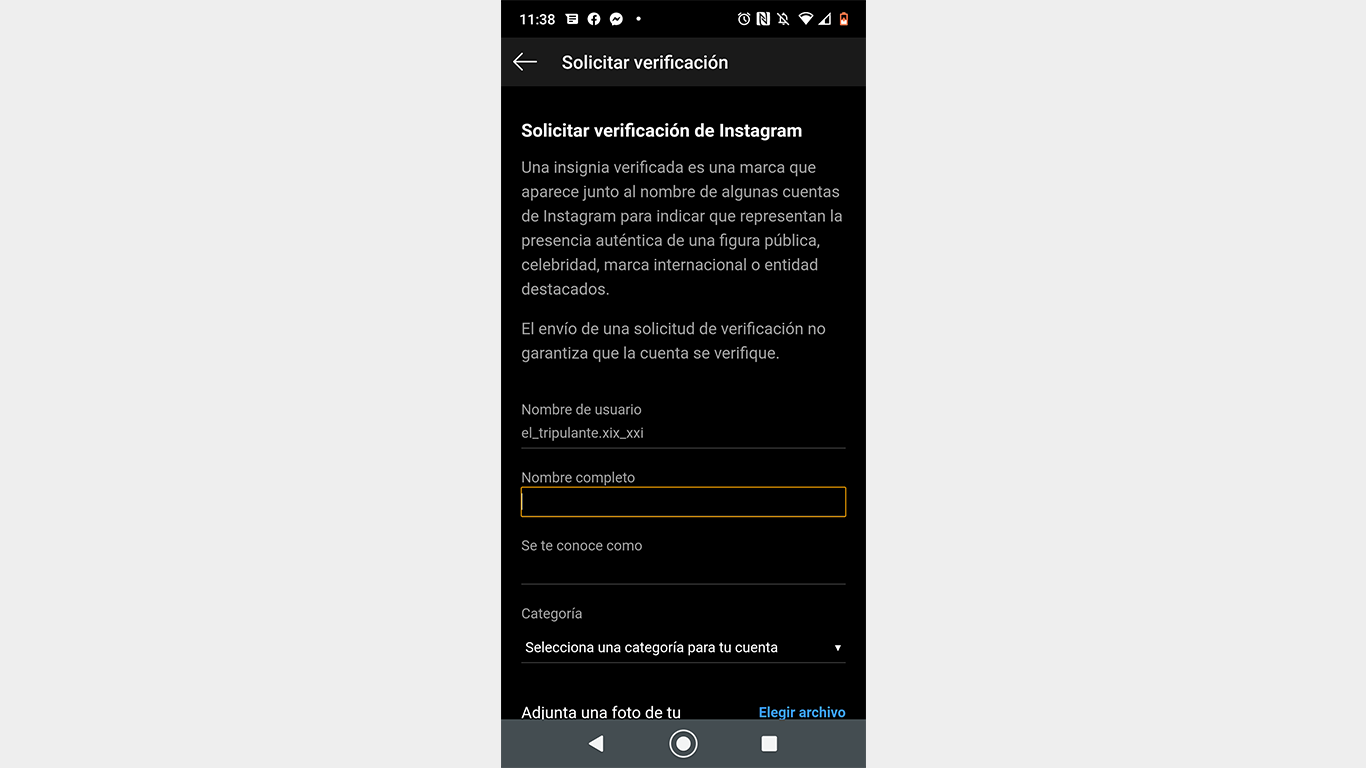 11:38
Solicitar verificación
Solicitar verificación de Instagram
Una insignia verificada es una marca que
aparece junto al nombre de algunas cuentas
de Instagram para indicar que representan la
presencia auténtica de una figura pública,
celebridad, marca internacional o entidad
destacados.
El envío de una solicitud de verificación no
garantiza que la cuenta se verifique.
Nombre de usuario
el_tripulante.xix_xxi
Nombre completo
Se te conoce como
Categoría
Selecciona una categoría para tu cuenta
Adjunta una foto de tu Elegir archivo